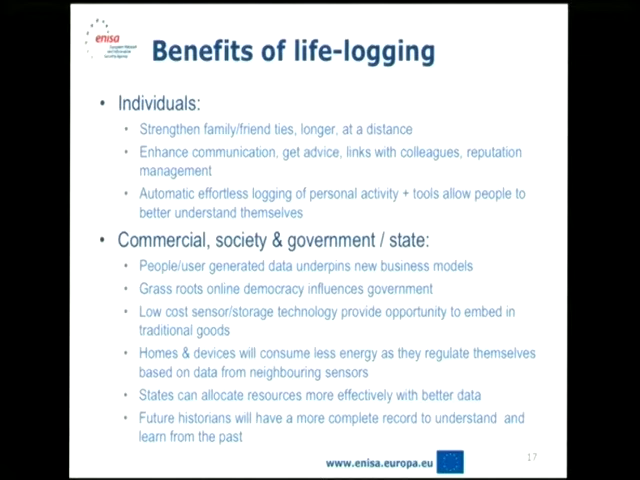 enisa
Benefits of life-logging
• Individuals:
• Strengthen family/friend ties, longer, at a distance
• Enhance communication, get advice, links with colleagues, reputation
management
• Automatic effortless logging of personal activity + tools allow people to
better understand themselves
• Commercial, society & government / state:
• People/user generated data underpins new business models
• Grass roots online democracy influences government
• Low cost sensor/storage technology provide opportunity to embed in
traditional goods
• Homes & devices will consume less energy as they regulate themselves
based on data from neighbouring sensors
• States can allocate resources more effectively with better data
• Future historians will have a more complete record to understand and
learn from the past
www.enisa.europa.eu
17